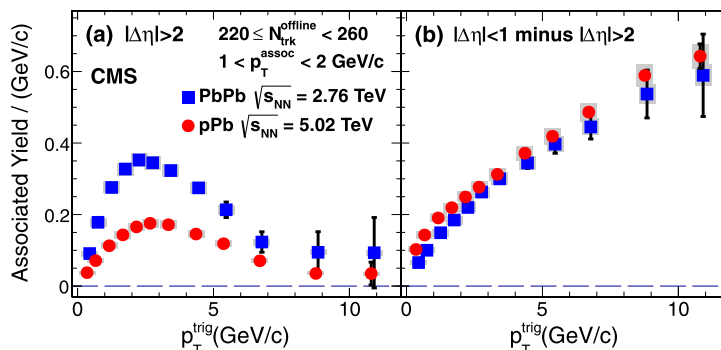 (a) |Δη|>2
220 ≤ N_trk^offline < 260
1 < p_T^assoc < 2 GeV/c
CMS
PbPb √s_NN = 2.76 TeV
pPb √s_NN = 5.02 TeV
(b) |Δη|<1 minus |Δη|>2
Associated Yield / (GeV/c)
0.6
0.4
0.2
0
0 5 10
0 5 10
p_T^trig (GeV/c)
p_T^trig (GeV/c)